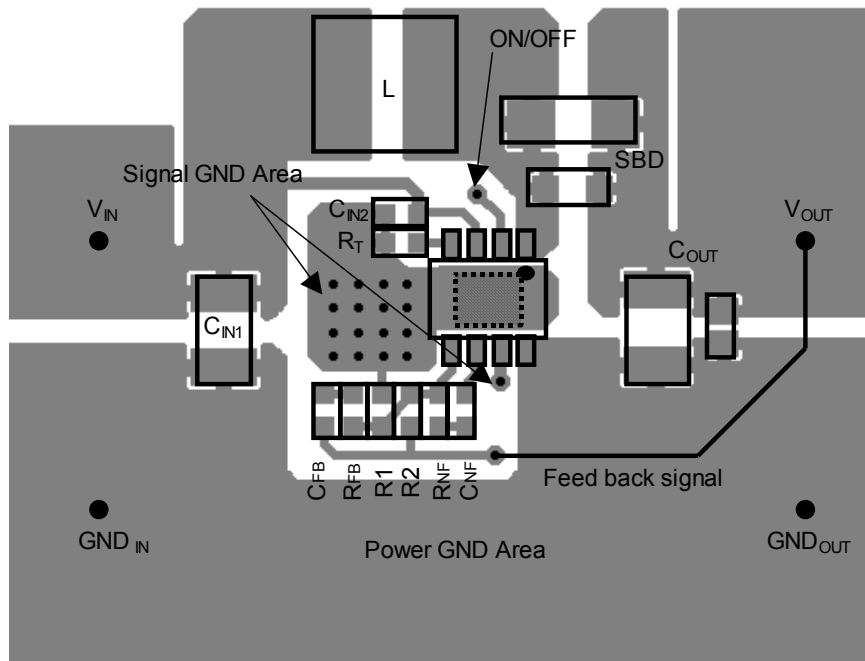 ON/OFF
L
SBD
Signal GND Area
CIN2
VIN
RT
VOUT
COUT
CIN1
CFB
RFB
R1
R2
RNF
CNF
Feed back signal
GND IN
Power GND Area
GNDOUT